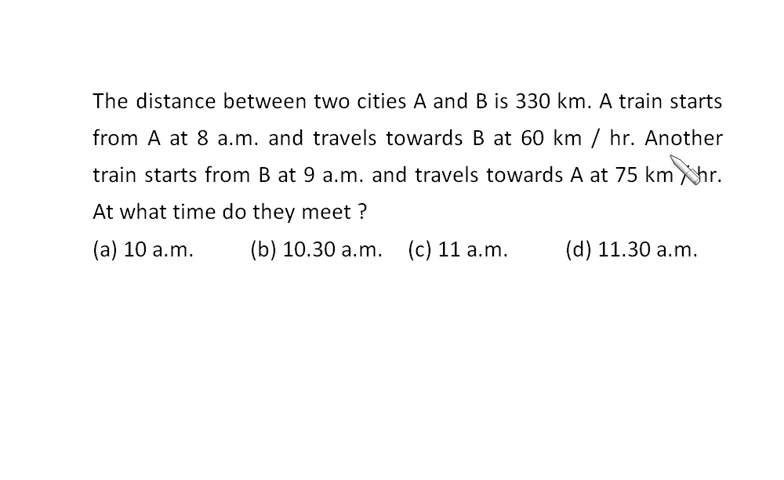 The distance between two cities A and B is 330 km. A train starts
from A at 8 a.m. and travels towards B at 60 km / hr. Another
train starts from B at 9 a.m. and travels towards A at 75 km / hr.
At what time do they meet ?
(a) 10 a.m. (b) 10.30 a.m. (c) 11 a.m. (d) 11.30 a.m.